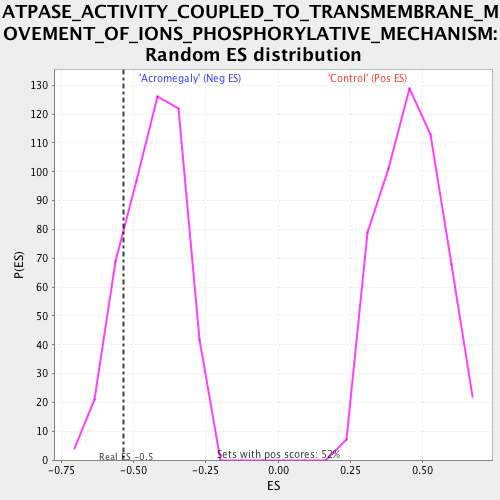 ATPASE_ACTIVITY_COUPLED_TO_TRANSMEMBRANE_M
OVEMENT_OF_IONS_PHOSPHORYLATIVE_MECHANISM:
Random ES distribution
'Acromegaly' (Neg ES) 'Control' (Pos ES)
130
120
110
100
90
80
70
60
50
40
30
20
10
0
P(ES)
Real ES -0.5
Sets with pos scores: 52%
-0.75 -0.50 -0.25 0.00 0.25 0.50
ES